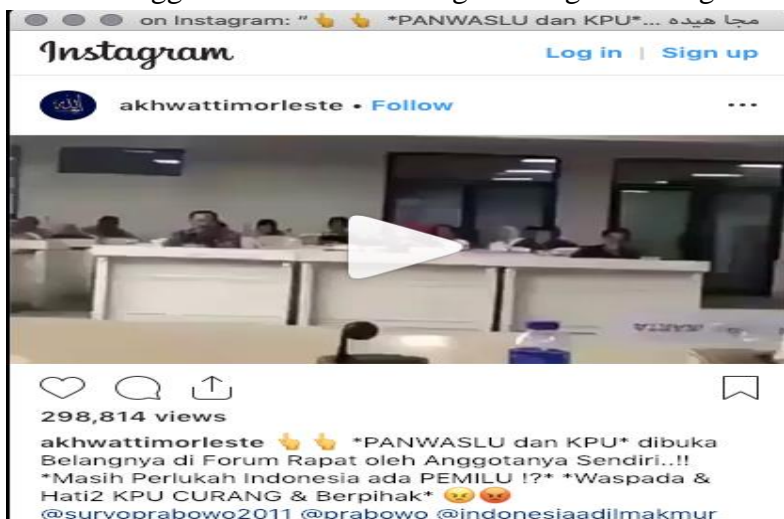 on Instagram: "👆 👆 *PANWASLU dan KPU*... مجا هيده
Instagram
Log in | Sign up
akhwattimorleste • Follow
298,814 views
akhwattimorleste 👆 👆 *PANWASLU dan KPU* dibuka
Belangnya di Forum Rapat oleh Anggotanya Sendiri..!!
*Masih Perlukah Indonesia ada PEMILU !?* *Waspada &
Hati2 KPU CURANG & Berpihak* 😠😡
@suryoprabowo2011 @prabowo @indonesiaadilmakmur